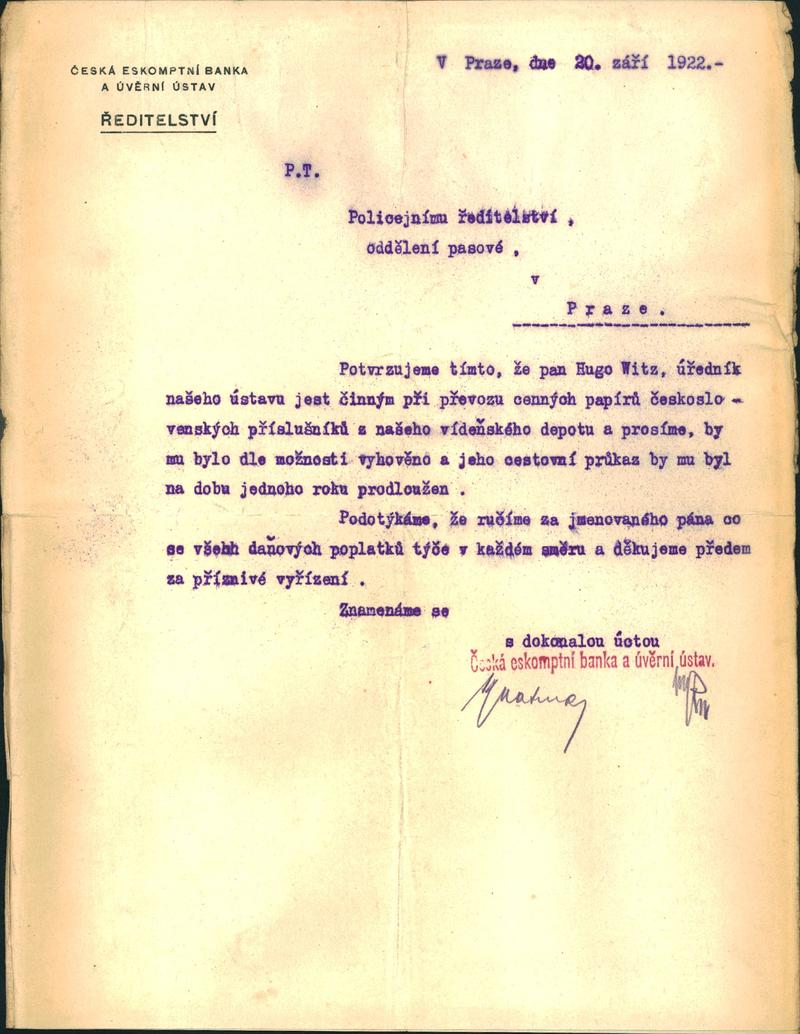 ČESKÁ ESKOMPTNÍ BANKA
A ÚVĚRNÍ ÚSTAV
ŘEDITELSTVÍ
V Praze, dne 20. září 1922.-
P.T.
Policejnímu ředitelství ,
oddělení pasové ,
v
P r a z e .
Potvrzujeme tímto, že pan Hugo Witz, úředník
našeho ústavu jest činným při převozu cenných papírů českoslo -
venských příslušníků z našeho vídeňského depotu a prosíme, by
mu bylo dle možnosti vyhověno a jeho cestovní průkaz by mu byl
na dobu jednoho roku prodloužen .
Podotýkáme, že ručíme za jmenovaného pána co
se všehh daňových poplatků týče v každém směru a děkujeme předem
za příznivé vyřízení .
Znamenáme se
s dokonalou úctou
Česká eskomptní banka a úvěrní ústav.